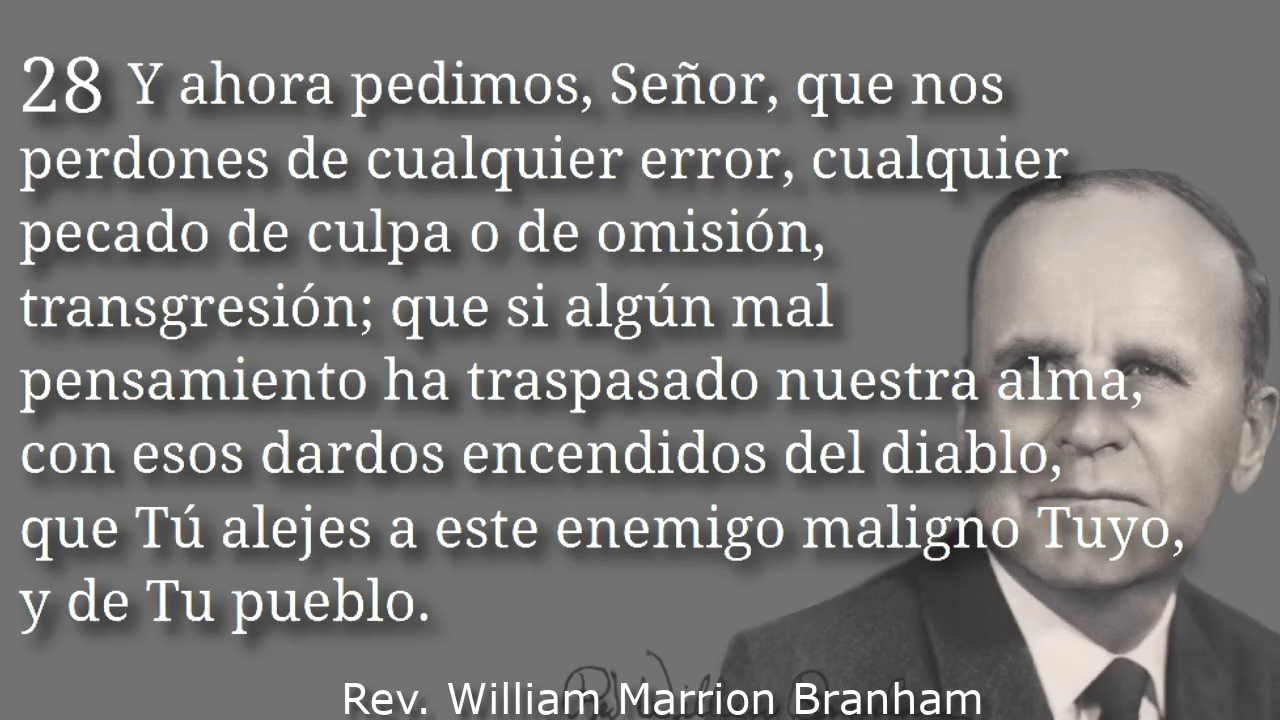 28 Y ahora pedimos, Señor, que nos
perdones de cualquier error, cualquier
pecado de culpa o de omisión,
transgresión; que si algún mal
pensamiento ha traspasado nuestra alma,
con esos dardos encendidos del diablo,
que Tú alejes a este enemigo maligno Tuyo,
y de Tu pueblo.
Rev. William Marrion Branham